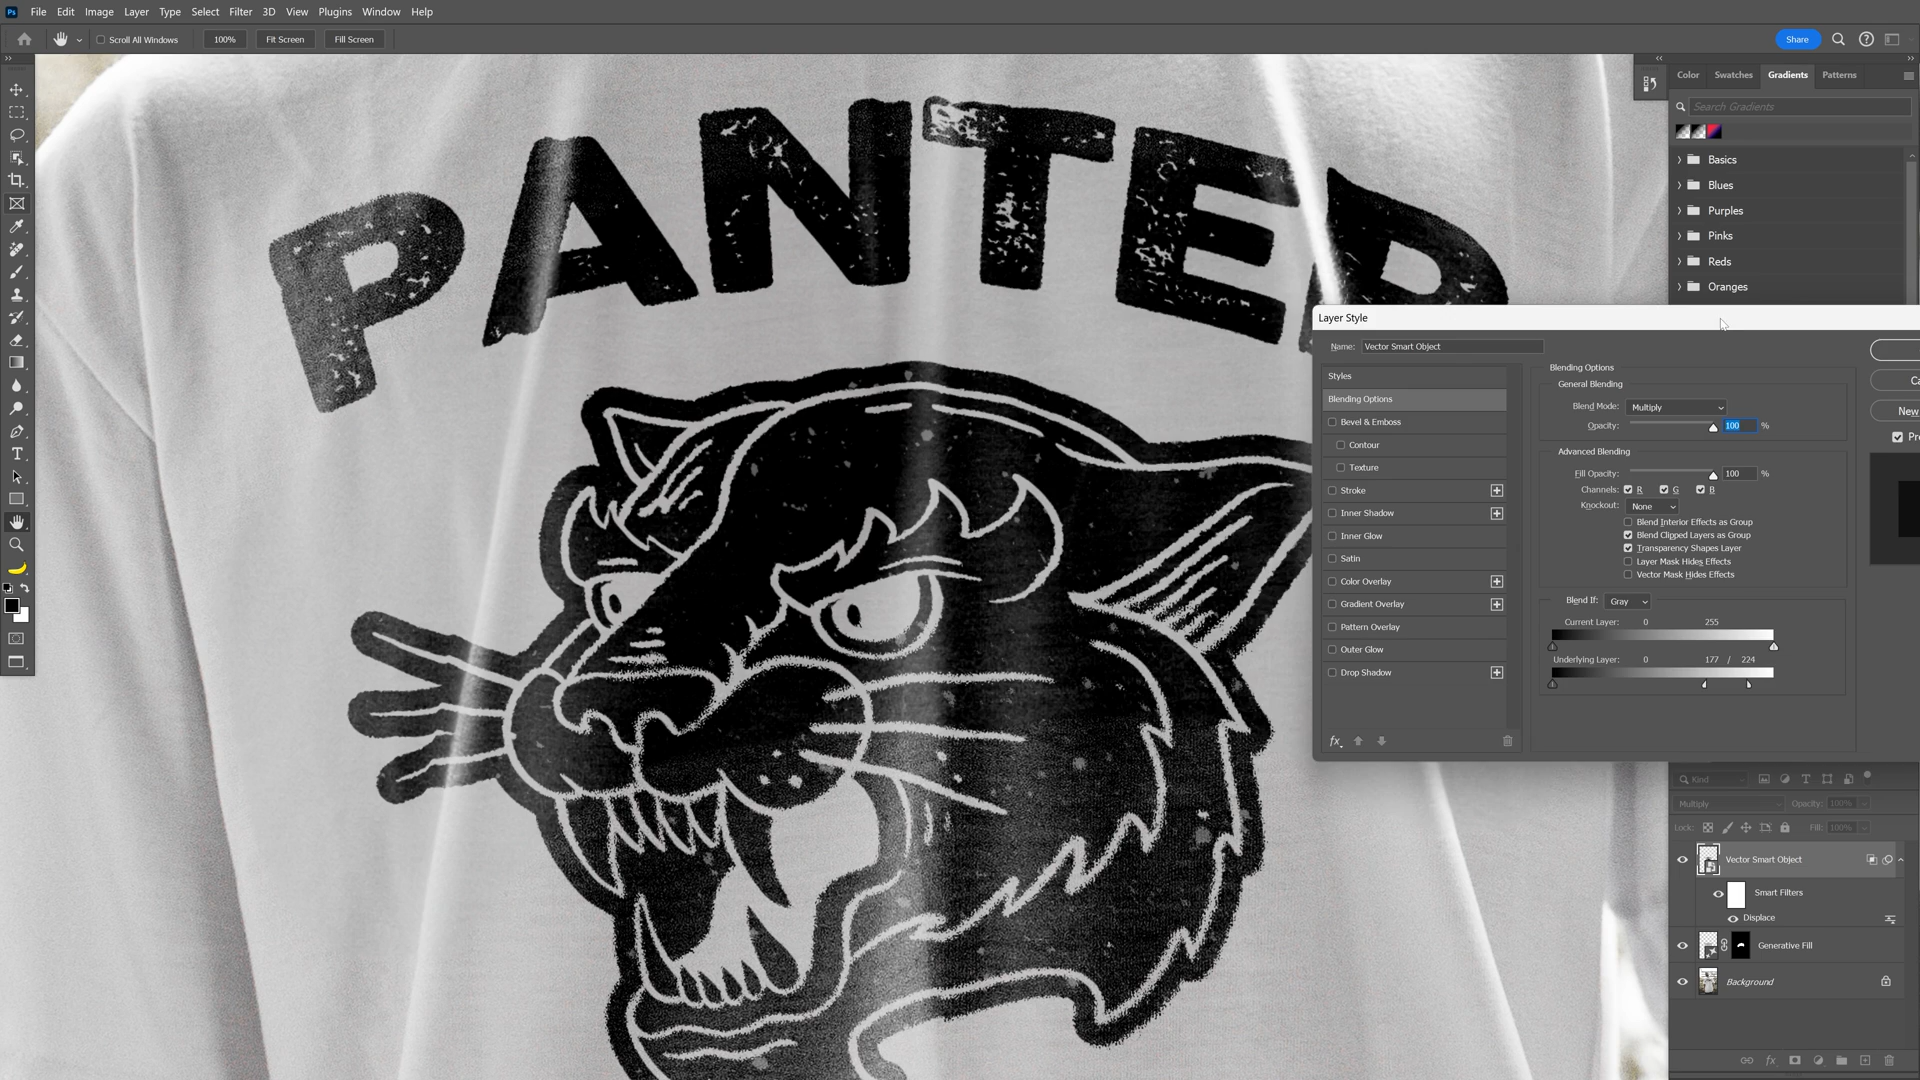 Ps File Edit Image Layer Type Select Filter 3D View Plugins Window Help
Scroll All Windows 100% Fit Screen Fill Screen Share
Color Swatches Gradients Patterns
Search Gradients
Basics
Blues
Purples
Pinks
Reds
Oranges
PANTER
Layer Style
Name: Vector Smart Object
Styles
Blending Options
Bevel & Emboss
Contour
Texture
Stroke
Inner Shadow
Inner Glow
Satin
Color Overlay
Gradient Overlay
Pattern Overlay
Outer Glow
Drop Shadow
fx
Blending Options
General Blending
Blend Mode: Multiply
Opacity: 100 %
Advanced Blending
Fill Opacity: 100 %
Channels: R G B
Knockout: None
Blend Interior Effects as Group
Blend Clipped Layers as Group
Transparency Shapes Layer
Layer Mask Hides Effects
Vector Mask Hides Effects
Blend If: Gray
Current Layer: 0 255
Underlying Layer: 0 177 / 224
Ca
New
Pre
Kind
Multiply Opacity: 100%
Lock: Fill: 100%
Vector Smart Object
Smart Filters
Displace
Generative Fill
Background
fx